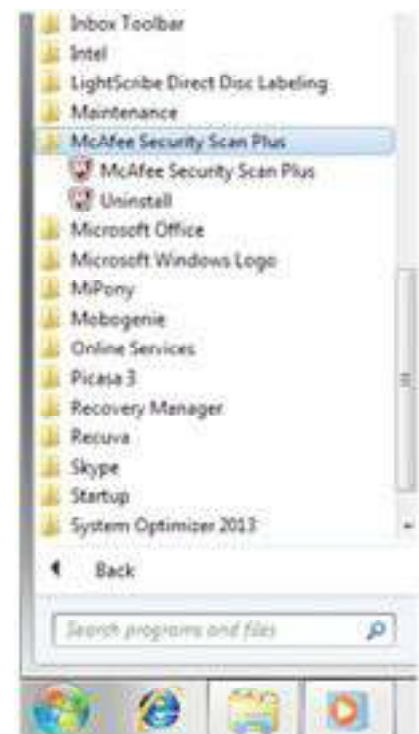 Inbox Toolbar
Intel
LightScribe Direct Disc Labeling
Maintenance
McAfee Security Scan Plus
McAfee Security Scan Plus
Uninstall
Microsoft Office
Microsoft Windows Logo
MiPony
Mobogenie
Online Services
Picasa 3
Recovery Manager
Recuva
Skype
Startup
System Optimizer 2013
Back
Search programs and files